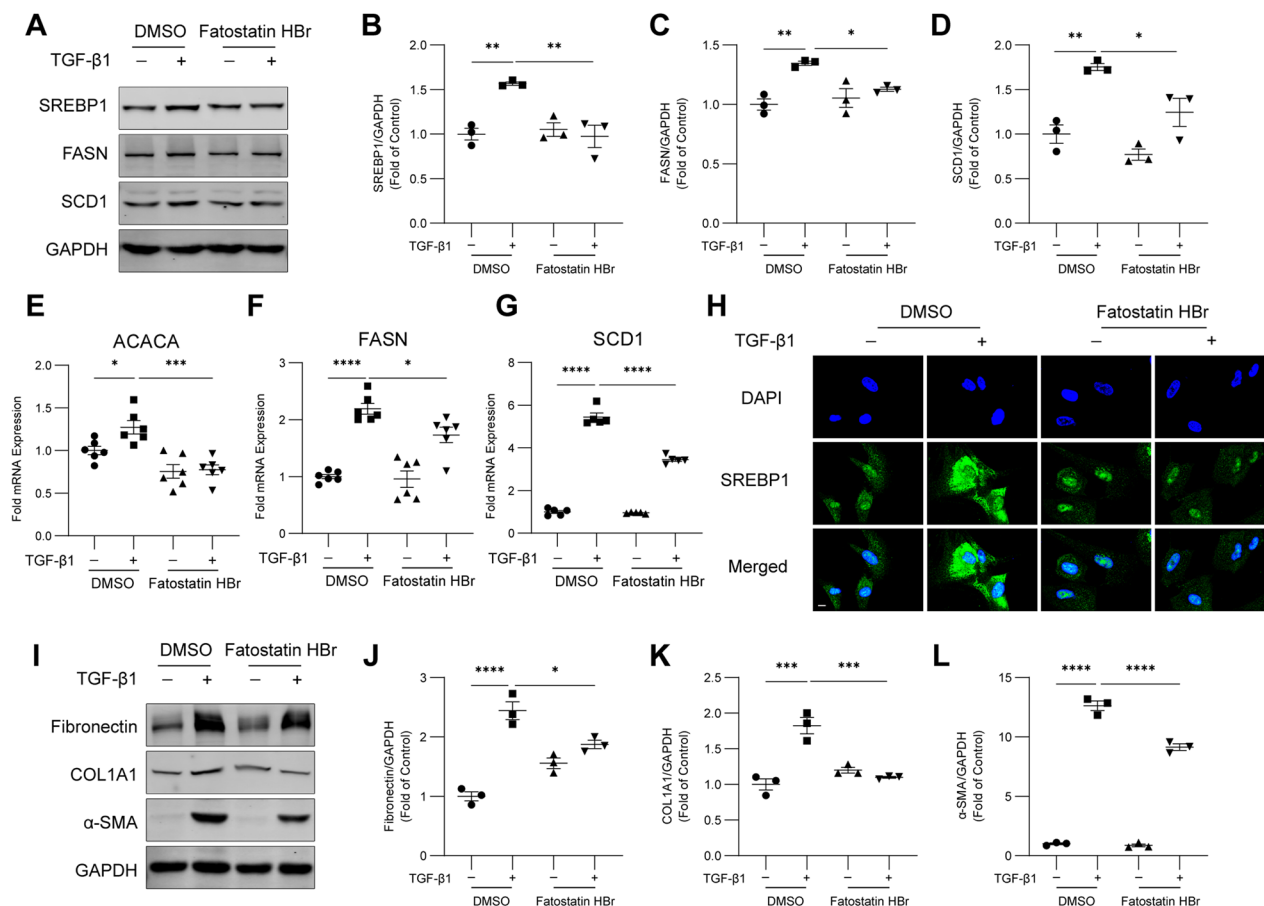 A
DMSO Fatostatin HBr
TGF-β1 – + – +
SREBP1
FASN
SCD1
GAPDH
B
SREBP1/GAPDH
(Fold of Control)
2.0
1.5
1.0
0.5
0.0
** **
TGF-β1 – + – +
DMSO Fatostatin HBr
C
FASN/GAPDH
(Fold of Control)
1.5
1.0
0.5
0.0
** *
TGF-β1 – + – +
DMSO Fatostatin HBr
D
SCD1/GAPDH
(Fold of Control)
2.0
1.5
1.0
0.5
0.0
** *
TGF-β1 – + – +
DMSO Fatostatin HBr
E
ACACA
Fold mRNA Expression
2.0
1.5
1.0
0.5
0.0
* ***
TGF-β1 – + – +
DMSO Fatostatin HBr
F
FASN
Fold mRNA Expression
3
2
1
0
**** *
TGF-β1 – + – +
DMSO Fatostatin HBr
G
SCD1
Fold mRNA Expression
8
6
4
2
0
**** ****
TGF-β1 – + – +
DMSO Fatostatin HBr
H
DMSO Fatostatin HBr
TGF-β1 – + – +
DAPI
SREBP1
Merged
I
DMSO Fatostatin HBr
TGF-β1 – + – +
Fibronectin
COL1A1
α-SMA
GAPDH
J
Fibronectin/GAPDH
(Fold of Control)
3
2
1
0
**** *
TGF-β1 – + – +
DMSO Fatostatin HBr
K
COL1A1/GAPDH
(Fold of Control)
2.5
2.0
1.5
1.0
0.5
0.0
*** ***
TGF-β1 – + – +
DMSO Fatostatin HBr
L
α-SMA/GAPDH
(Fold of Control)
15
10
5
0
**** ****
TGF-β1 – + – +
DMSO Fatostatin HBr